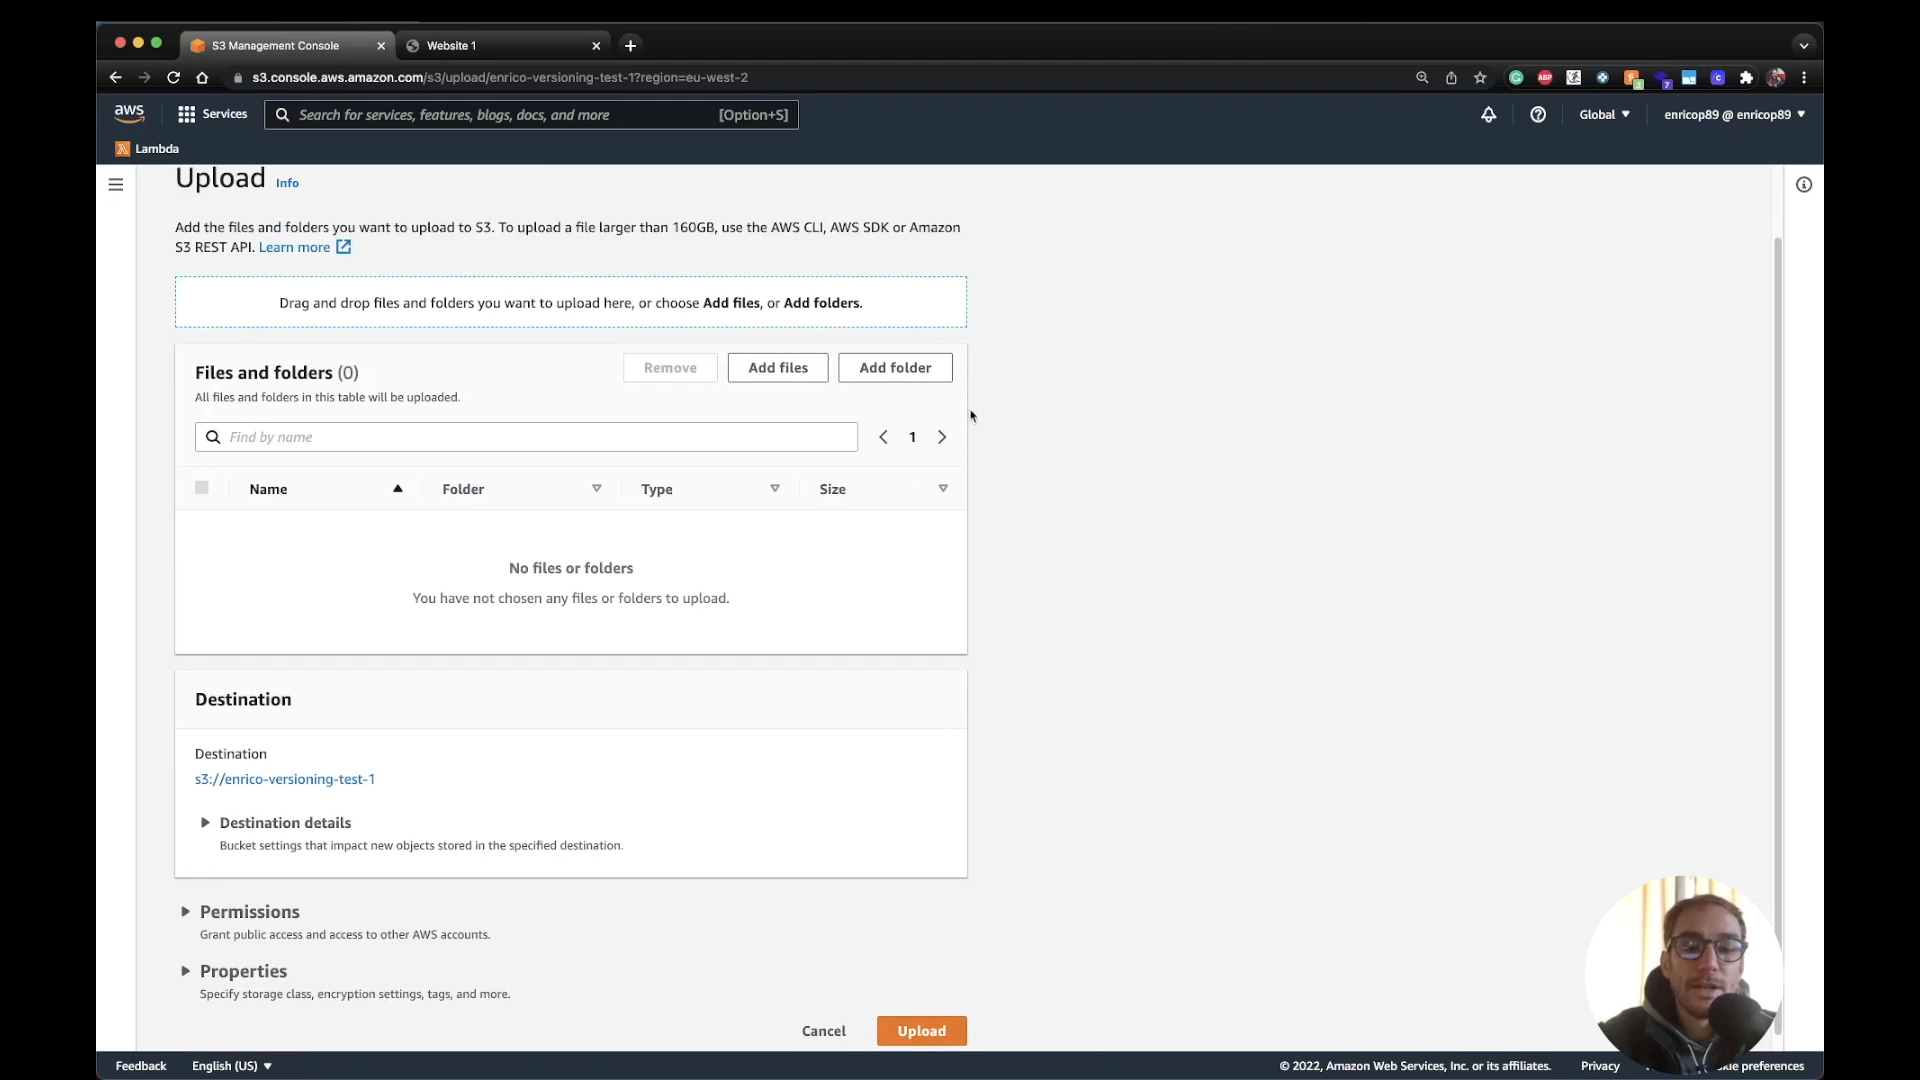 S3 Management Console
Website 1
s3.console.aws.amazon.com/s3/upload/enrico-versioning-test-1?region=eu-west-2
ABP
7
aws
Services
Search for services, features, blogs, docs, and more
[Option+S]
Global
enricop89 @ enricop89
Lambda
Upload
Info
Add the files and folders you want to upload to S3. To upload a file larger than 160GB, use the AWS CLI, AWS SDK or Amazon
S3 REST API. Learn more
Drag and drop files and folders you want to upload here, or choose Add files, or Add folders.
Files and folders (0)
Remove
Add files
Add folder
All files and folders in this table will be uploaded.
Find by name
1
Name
Folder
Type
Size
No files or folders
You have not chosen any files or folders to upload.
Destination
Destination
s3://enrico-versioning-test-1
Destination details
Bucket settings that impact new objects stored in the specified destination.
Permissions
Grant public access and access to other AWS accounts.
Properties
Specify storage class, encryption settings, tags, and more.
Cancel
Upload
Feedback
English (US)
© 2022, Amazon Web Services, Inc. or its affiliates.
Privacy
preferences